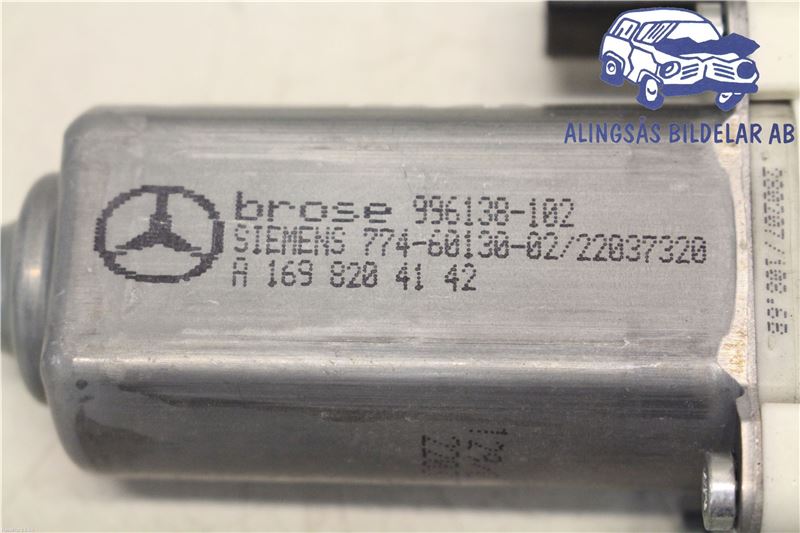 ALINGSÅS BILDELAR AB
brose 996138-102
SIEMENS 774-60130-02/22037320
A 169 820 41 42